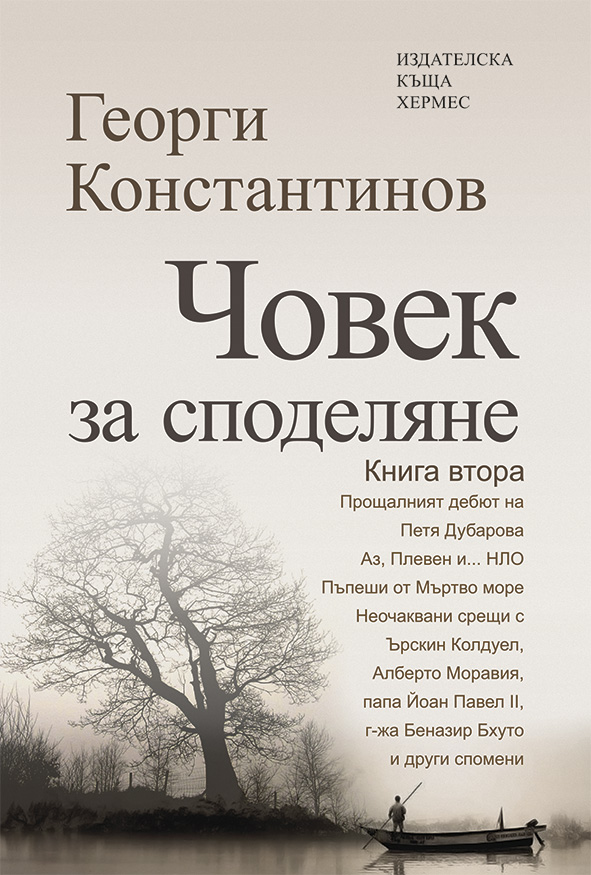 ИЗДАТЕЛСКА
КЪЩА
ХЕРМЕС
Георги
Константинов
Човек
за споделяне
Книга втора
Прощалният дебют на
Петя Дубарова
Аз, Плевен и... НЛО
Пъпеши от Мъртво море
Неочаквани срещи с
Ърскин Колдуел,
Алберто Моравия,
папа Йоан Павел II,
г-жа Беназир Бхуто
и други спомени